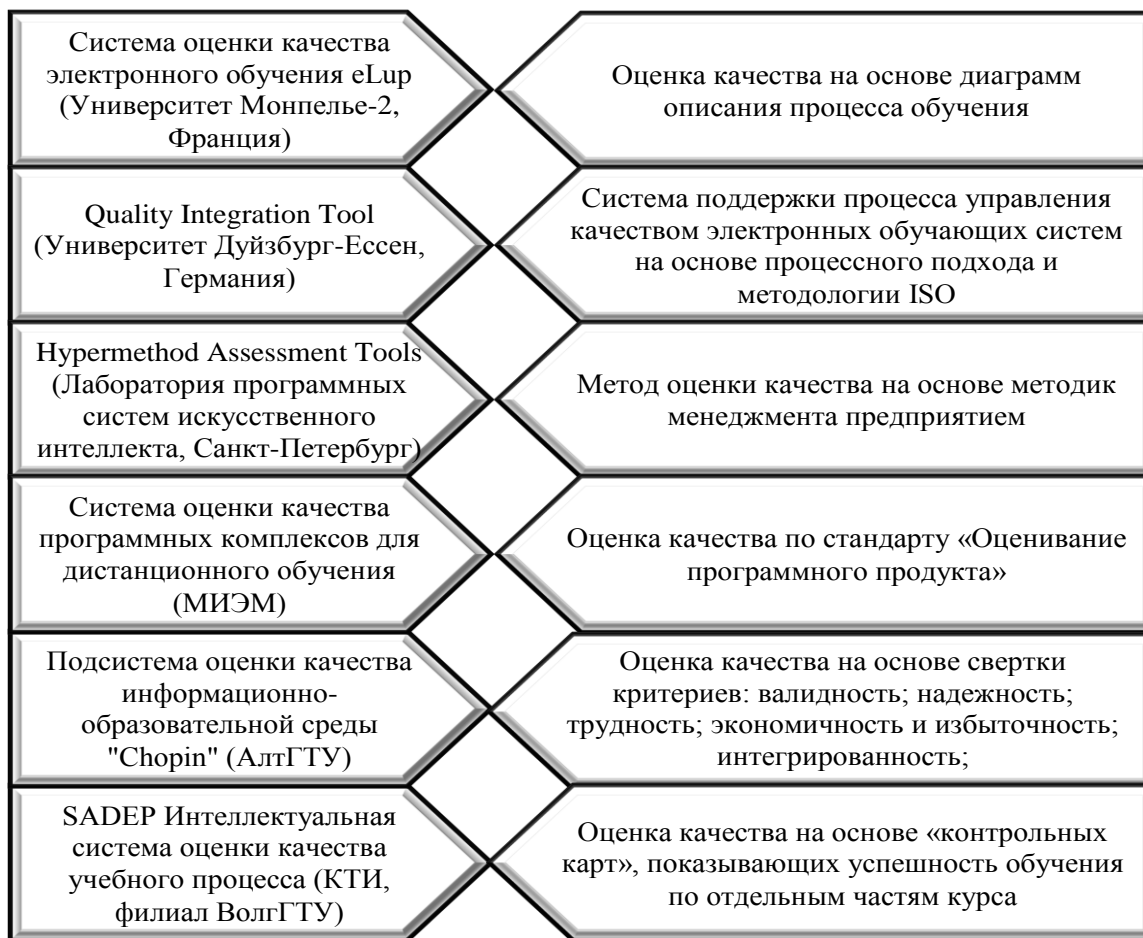 Система оценки качества
электронного обучения eLup
(Университет Монпелье-2,
Франция)
Оценка качества на основе диаграмм
описания процесса обучения
Quality Integration Tool
(Университет Дуйзбург-Ессен,
Германия)
Система поддержки процесса управления
качеством электронных обучающих систем
на основе процессного подхода и
методологии ISO
Hypermethod Assessment Tools
(Лаборатория программных
систем искусственного
интеллекта, Санкт-Петербург)
Метод оценки качества на основе методик
менеджмента предприятием
Система оценки качества
программных комплексов для
дистанционного обучения
(МИЭМ)
Оценка качества по стандарту «Оценивание
программного продукта»
Подсистема оценки качества
информационно-
образовательной среды
"Chopin" (АлтГТУ)
Оценка качества на основе свертки
критериев: валидность; надежность;
трудность; экономичность и избыточность;
интегрированность;
SADEP Интеллектуальная
система оценки качества
учебного процесса (КТИ,
филиал ВолгГТУ)
Оценка качества на основе «контрольных
карт», показывающих успешность обучения
по отдельным частям курса